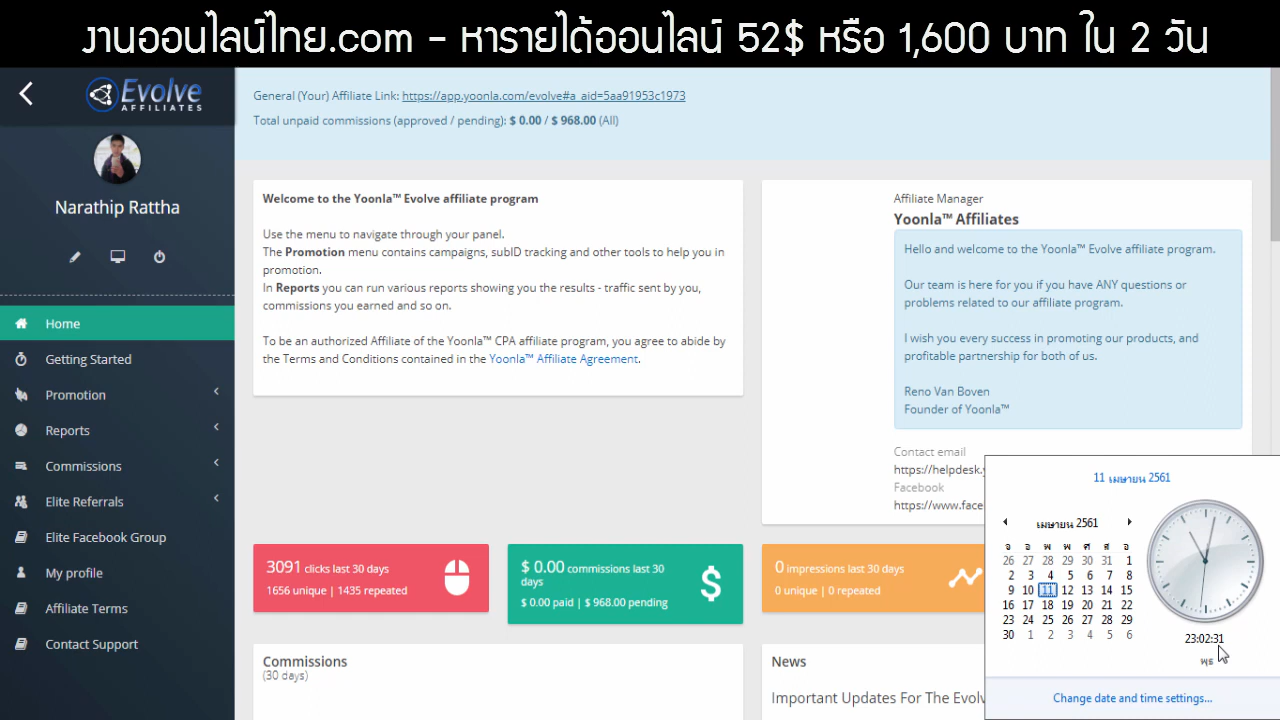 งานออนไลน์ไทย.com - หารายได้ออนไลน์ 52$ หรือ 1,600 บาท ใน 2 วัน
Evolve
AFFILIATES
Narathip Rattha
Home
Getting Started
Promotion
Reports
Commissions
Elite Referrals
Elite Facebook Group
My profile
Affiliate Terms
Contact Support
General (Your) Affiliate Link: https://app.yoonla.com/evolve#a_aid=5aa91953c1973
Total unpaid commissions (approved / pending): $ 0.00 / $ 968.00 (All)
Welcome to the Yoonla™ Evolve affiliate program
Use the menu to navigate through your panel.
The Promotion menu contains campaigns, subID tracking and other tools to help you in
promotion.
In Reports you can run various reports showing you the results - traffic sent by you,
commissions you earned and so on.
To be an authorized Affiliate of the Yoonla™ CPA affiliate program, you agree to abide by
the Terms and Conditions contained in the Yoonla™ Affiliate Agreement.
Affiliate Manager
Yoonla™ Affiliates
Hello and welcome to the Yoonla™ Evolve affiliate program.
Our team is here for you if you have ANY questions or
problems related to our affiliate program.
I wish you every success in promoting our products, and
profitable partnership for both of us.
Reno Van Boven
Founder of Yoonla™
Contact email
https://helpdesk.
Facebook
https://www.face
3091 clicks last 30 days
1656 unique | 1435 repeated
$ 0.00 commissions last 30
days
$ 0.00 paid | $ 968.00 pending
0 impressions last 30 days
0 unique | 0 repeated
Commissions
(30 days)
News
Important Updates For The Evolv
11 เมษายน 2561
เมษายน 2561
จ อ พ พ ศ ส อ
26 27 28 29 30 31 1
2 3 4 5 6 7 8
9 10 11 12 13 14 15
16 17 18 19 20 21 22
23 24 25 26 27 28 29
30 1 2 3 4 5 6
23:02:31
พุธ
Change date and time settings...